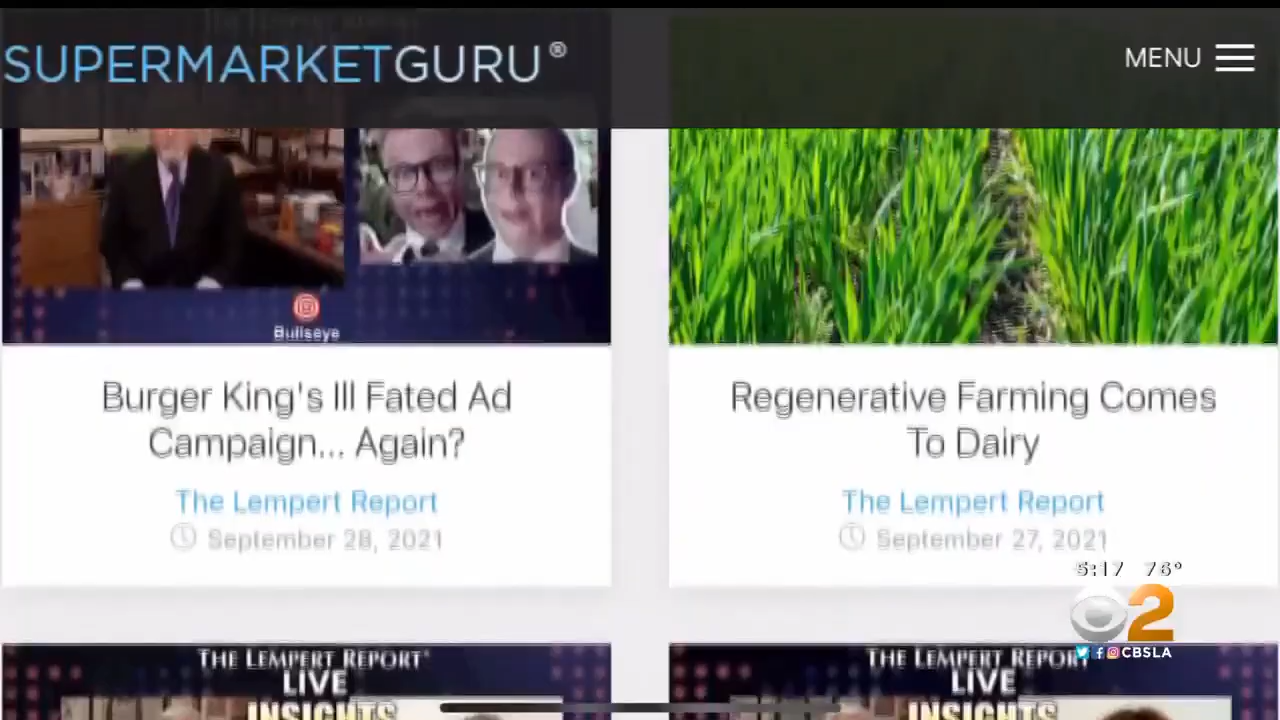 SUPERMARKETGURU®
MENU
Bullseye
Burger King's Ill Fated Ad
Campaign... Again?
The Lempert Report
September 28, 2021
Regenerative Farming Comes
To Dairy
The Lempert Report
September 27, 2021
5:17 76°
2
CBSLA
THE LEMPERT REPORT
LIVE
INSIGHTS
THE LEMPERT REPORT
LIVE
INSIGHTS